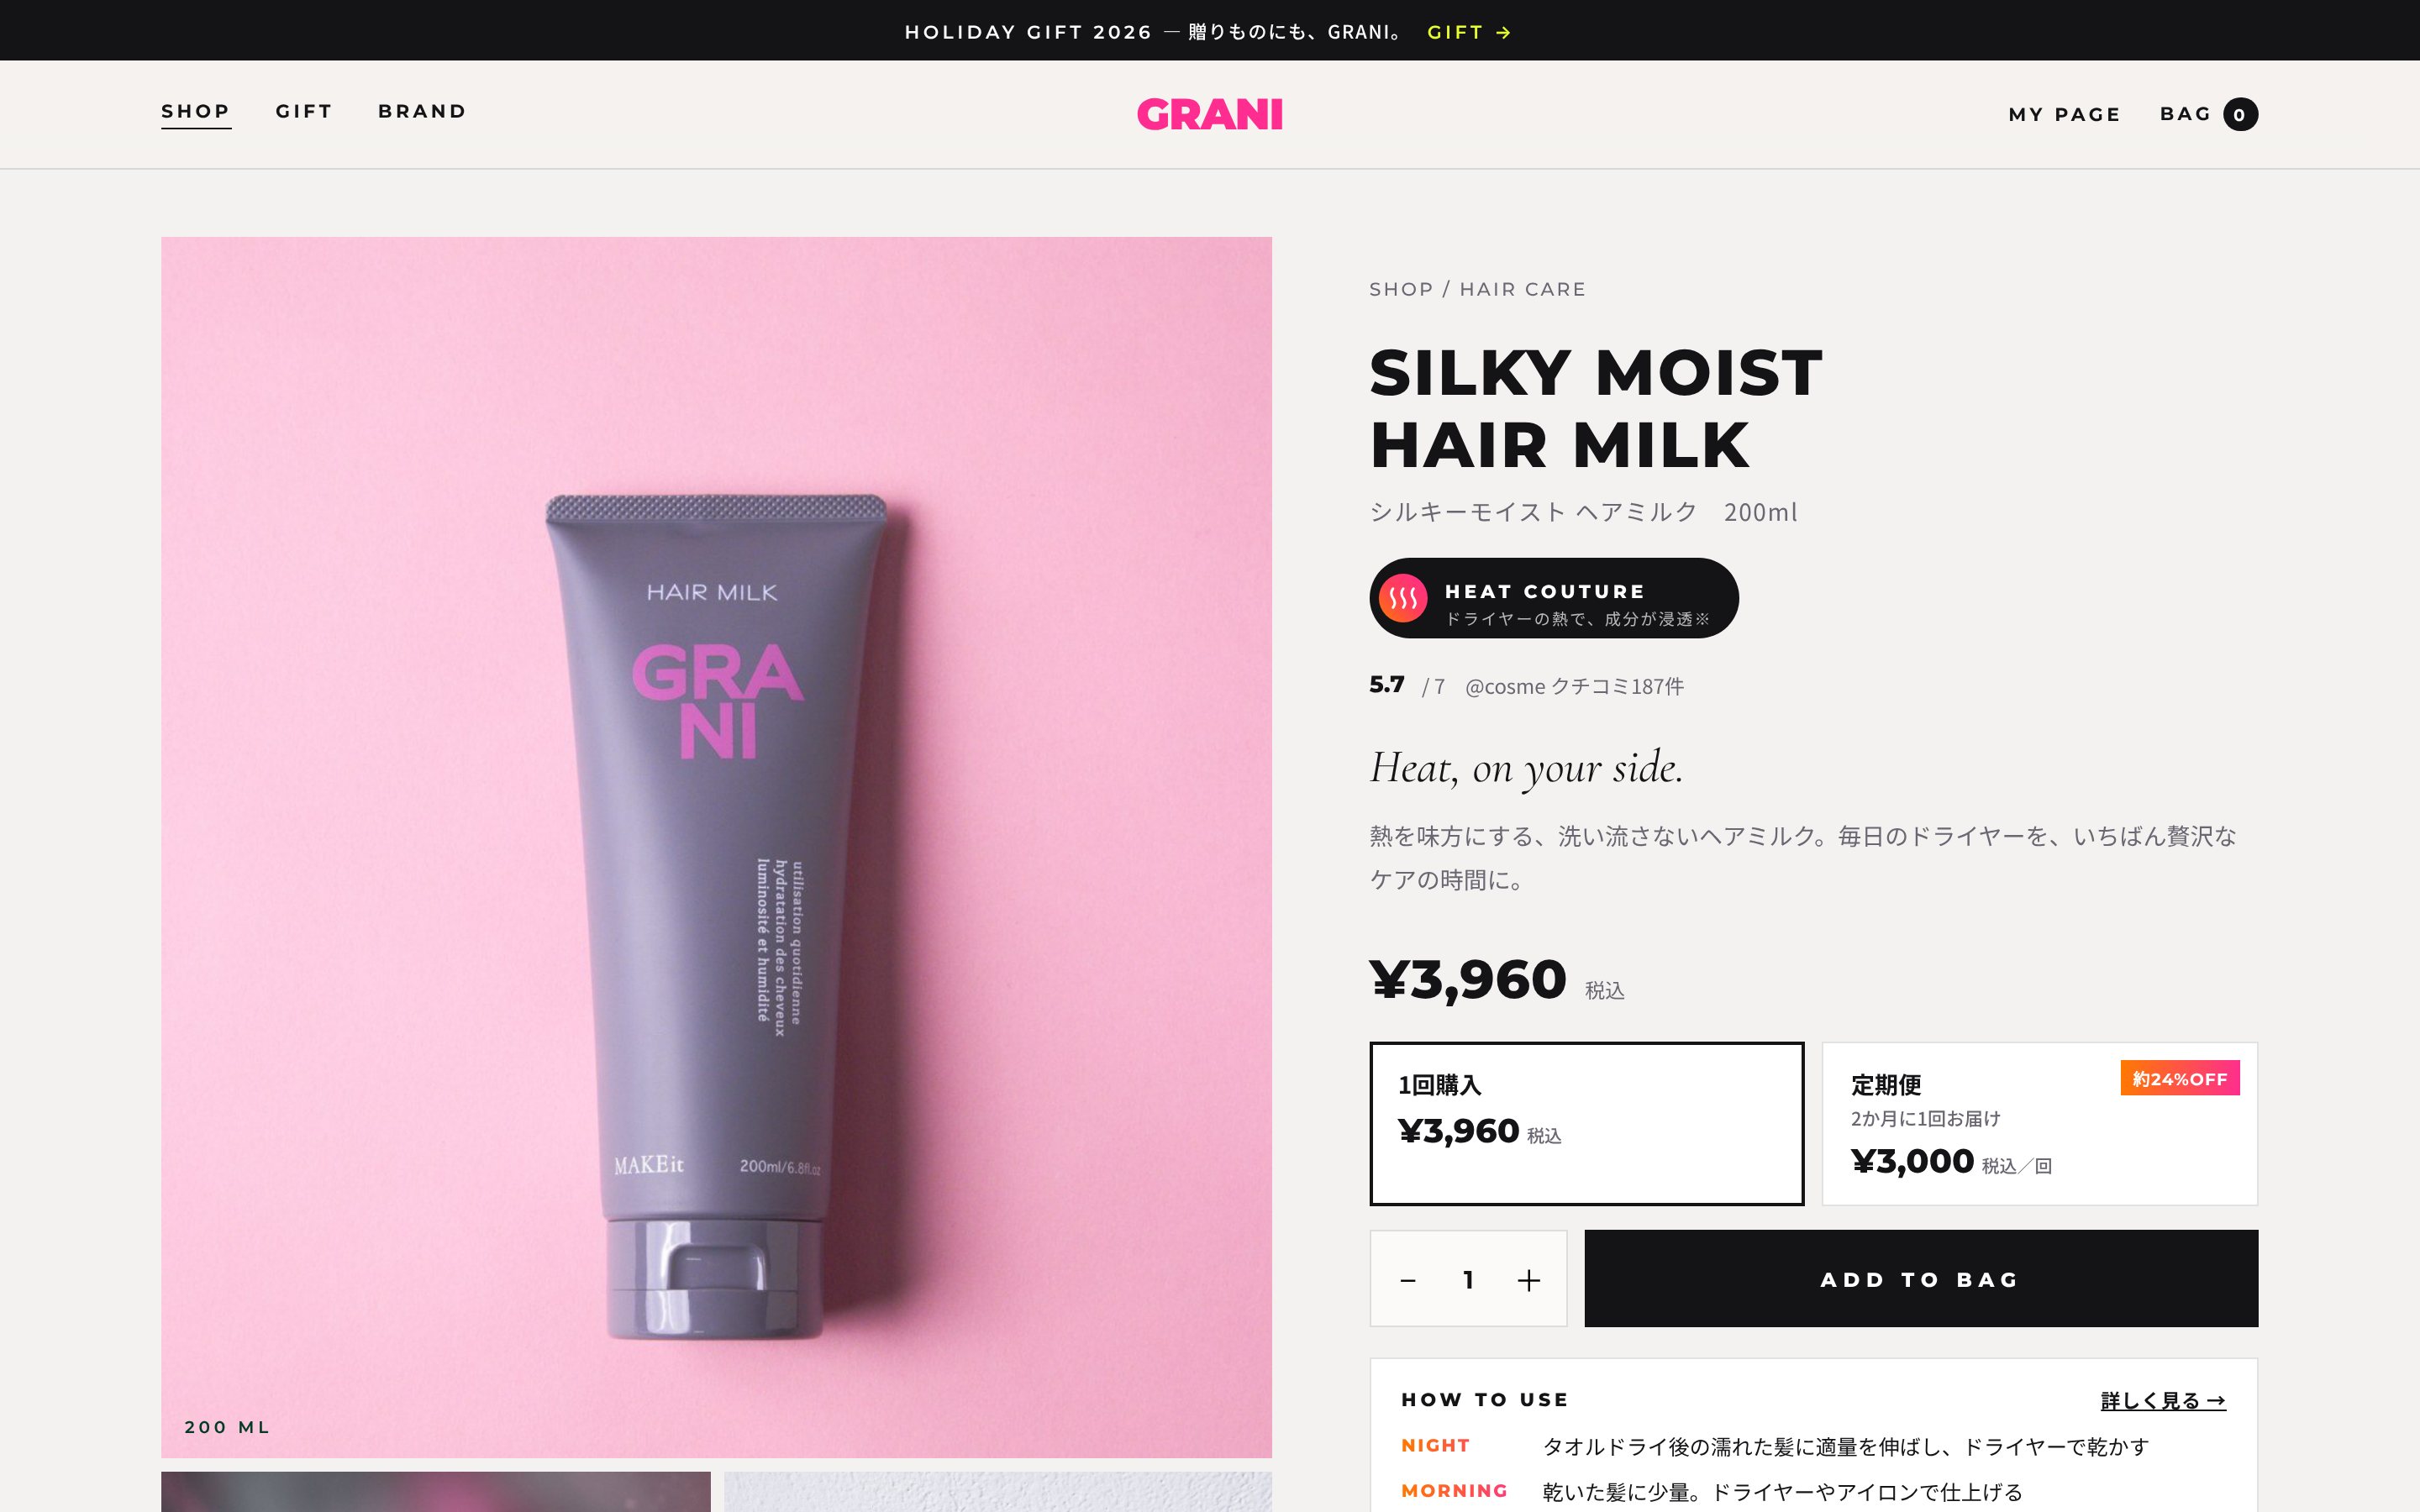 HOLIDAY GIFT 2026 — 贈りものにも、GRANI。 GIFT →
SHOP GIFT BRAND
GRANI
MY PAGE BAG 0
HAIR MILK
GRA
NI
utilisation quotidienne
hydratation des cheveux
luminosité et humidité
MAKEit
200ml/6.8fl.oz
200 ML
SHOP / HAIR CARE
SILKY MOIST
HAIR MILK
シルキーモイスト ヘアミルク 200ml
HEAT COUTURE
ドライヤーの熱で、成分が浸透※
5.7 / 7 @cosme クチコミ187件
Heat, on your side.
熱を味方にする、洗い流さないヘアミルク。毎日のドライヤーを、いちばん贅沢な
ケアの時間に。
¥3,960 税込
1回購入
¥3,960 税込
定期便
約24%OFF
2か月に1回お届け
¥3,000 税込／回
− 1 +
ADD TO BAG
HOW TO USE
詳しく見る →
NIGHT タオルドライ後の濡れた髪に適量を伸ばし、ドライヤーで乾かす
MORNING 乾いた髪に少量。ドライヤーやアイロンで仕上げる